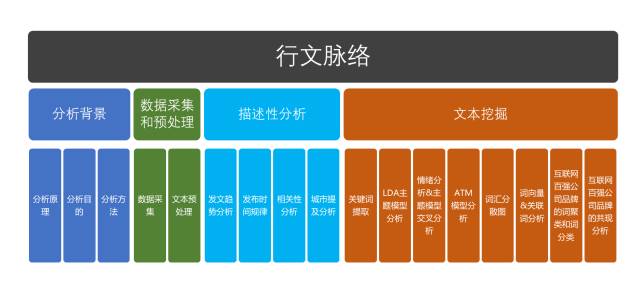 行文脉络
分析背景
数据采集
和预处理
描述性分析
文本挖掘
分析原
理
分析目
的
分析方
法
数据采
集
文本预
处理
发文趋
势分析
发布时
间规律
相关性
分析
城市提
及分析
关键词
提取
LDA主
题模型
分析
情绪分
析&主
题模型
交叉分
析
ATM
模型分
析
词汇分
散图
词向量
&关联
词分析
互联网
百强公
司品牌
的词聚
类和词
分类
互联网
百强公
司品牌
的共现
分析